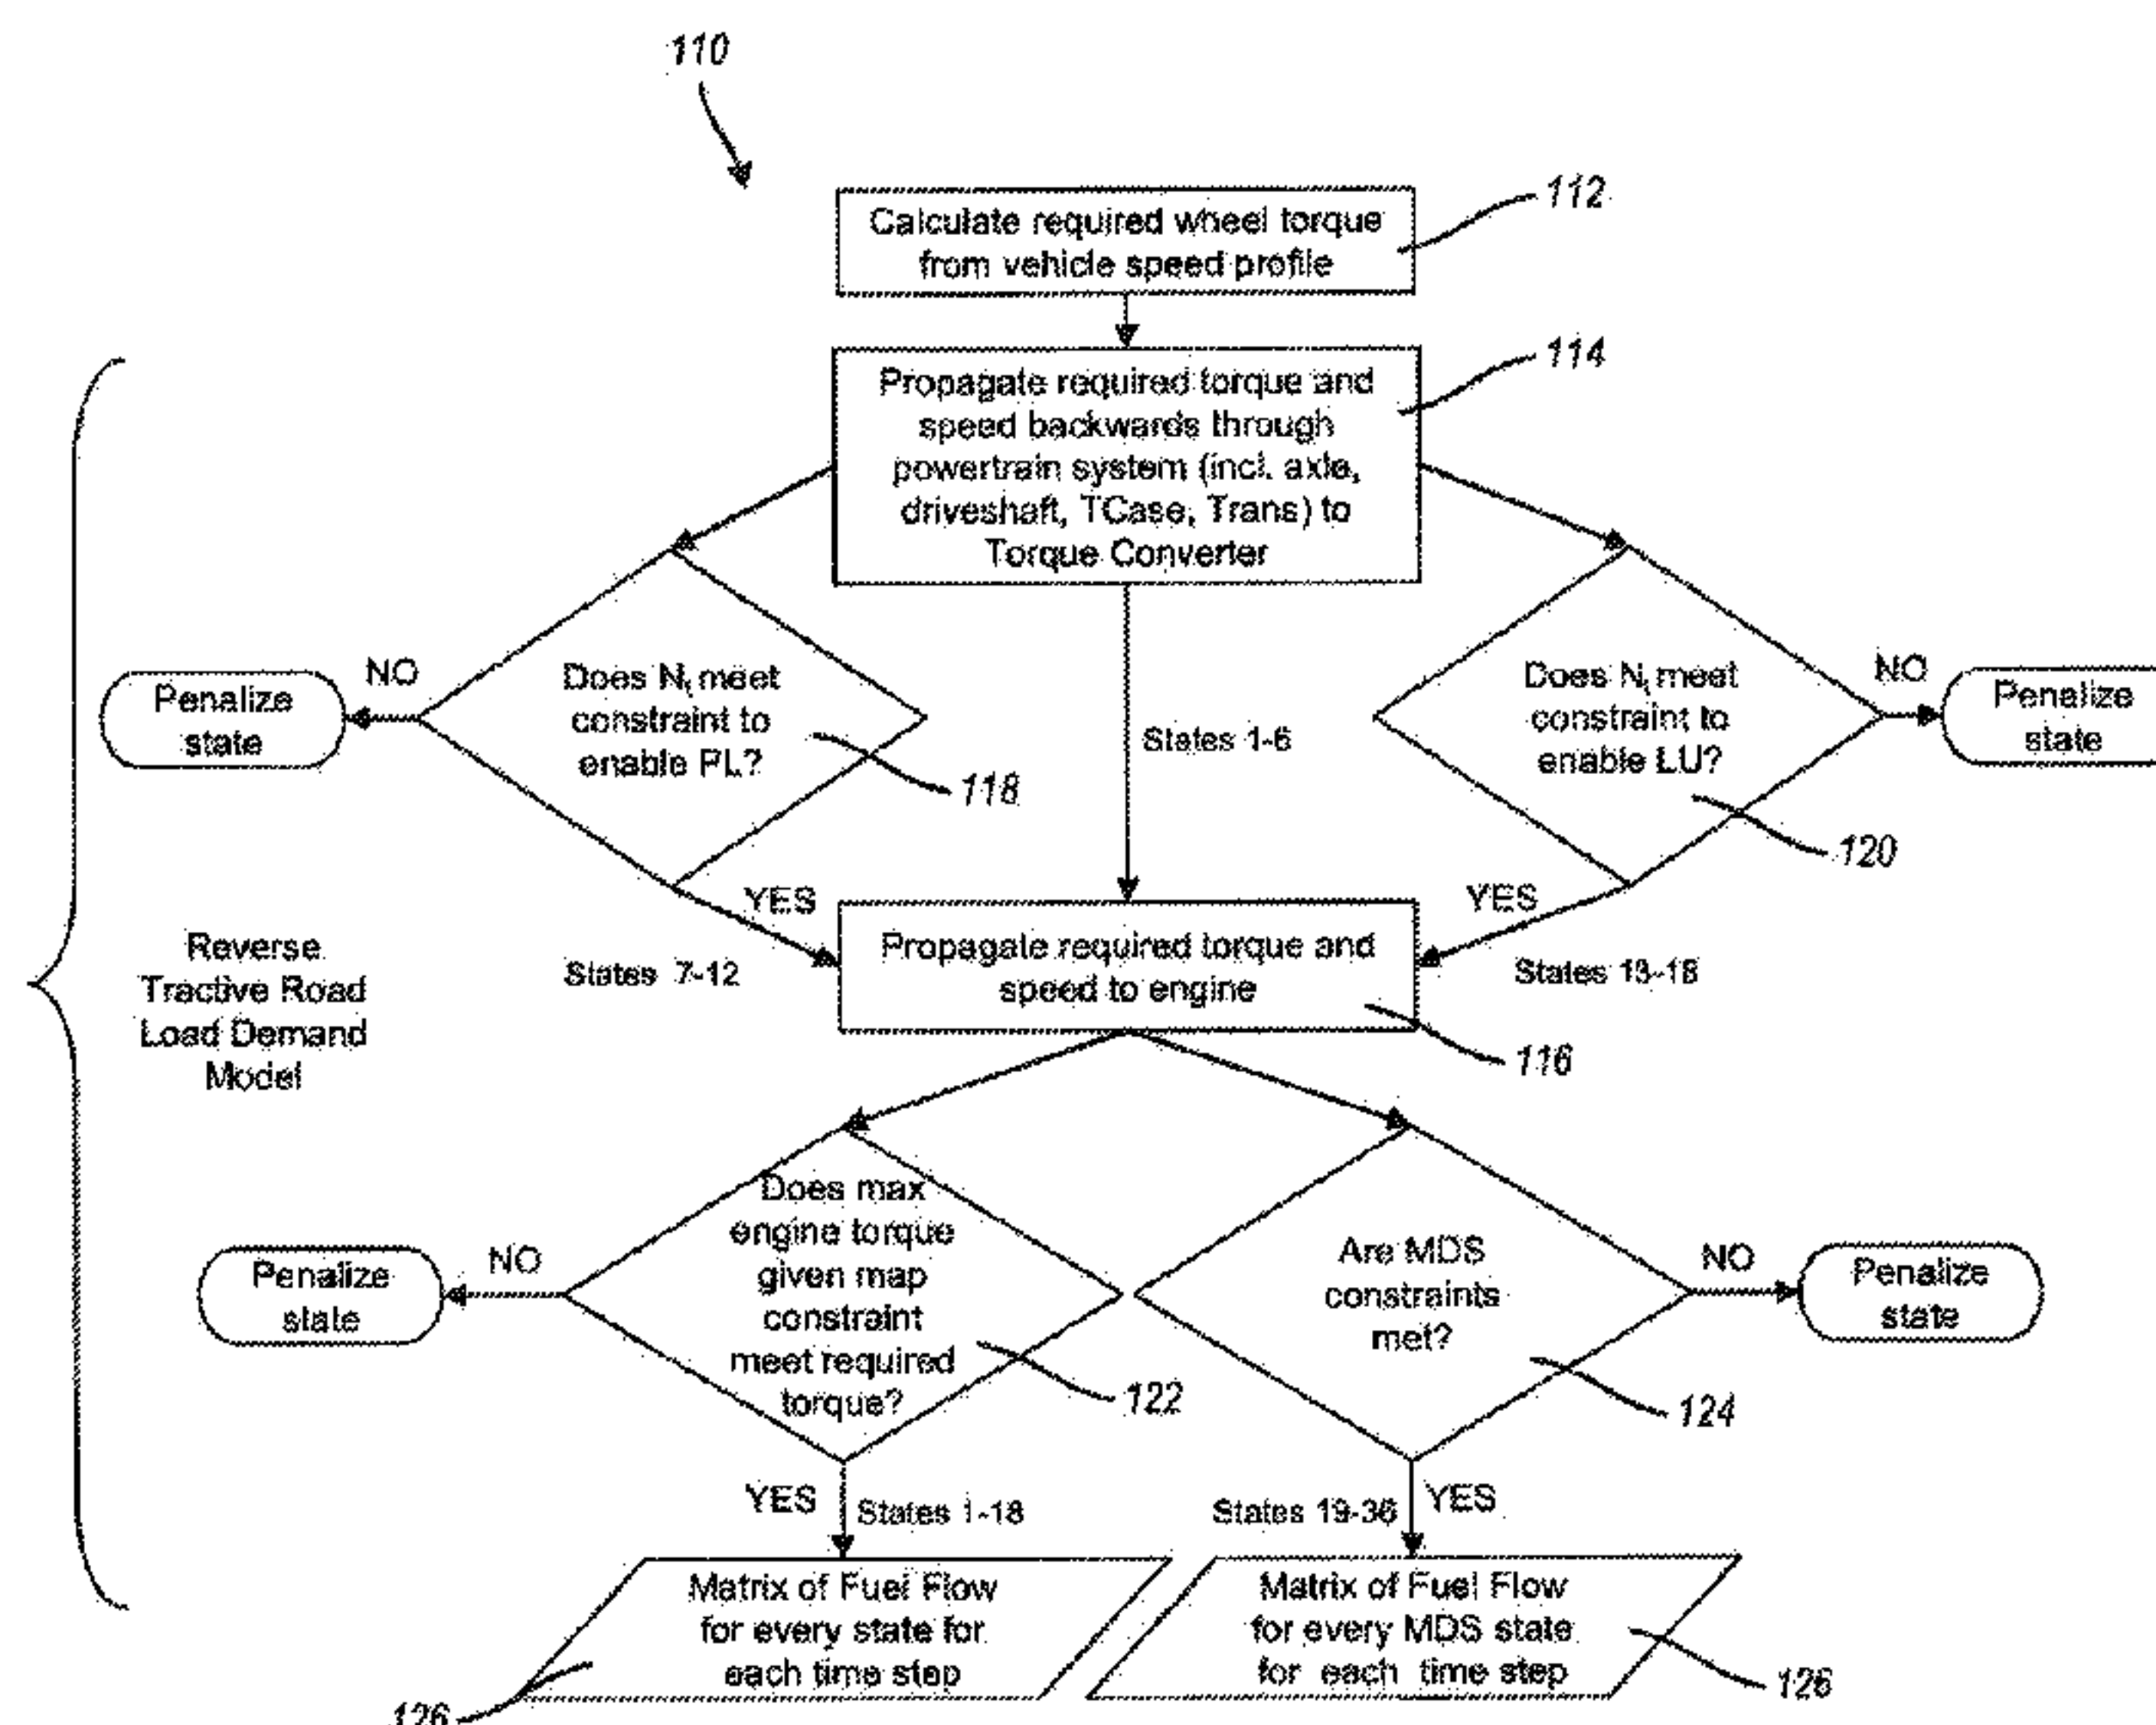 110
Calculate required wheel torque
from vehicle speed profile
112
Propagate required torque and
speed backwards through
powertrain system (incl. axle,
driveshaft, TCase, Trans) to
Torque Converter
114
NO
Penalize
state
Does Nt meet
constraint to
enable PL?
118
States 1-6
Does Nt meet
constraint to
enable LU?
120
NO
Penalize
state
YES
States 7-12
Propagate required torque and
speed to engine
116
YES
States 13-18
Reverse
Tractive Road
Load Demand
Model
NO
Penalize
state
Does max
engine torque
given map
constraint
meet required
torque?
122
Are MDS
constraints
met?
124
NO
Penalize
state
YES
States 1-18
States 19-36
YES
Matrix of Fuel Flow
for every state for
each time step
126
Matrix of Fuel Flow
for every MDS state
for each time step
126